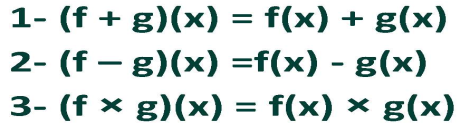 1- (f + g)(x) = f(x) + g(x)
2- (f – g)(x) =f(x) - g(x)
3- (f × g)(x) = f(x) × g(x)